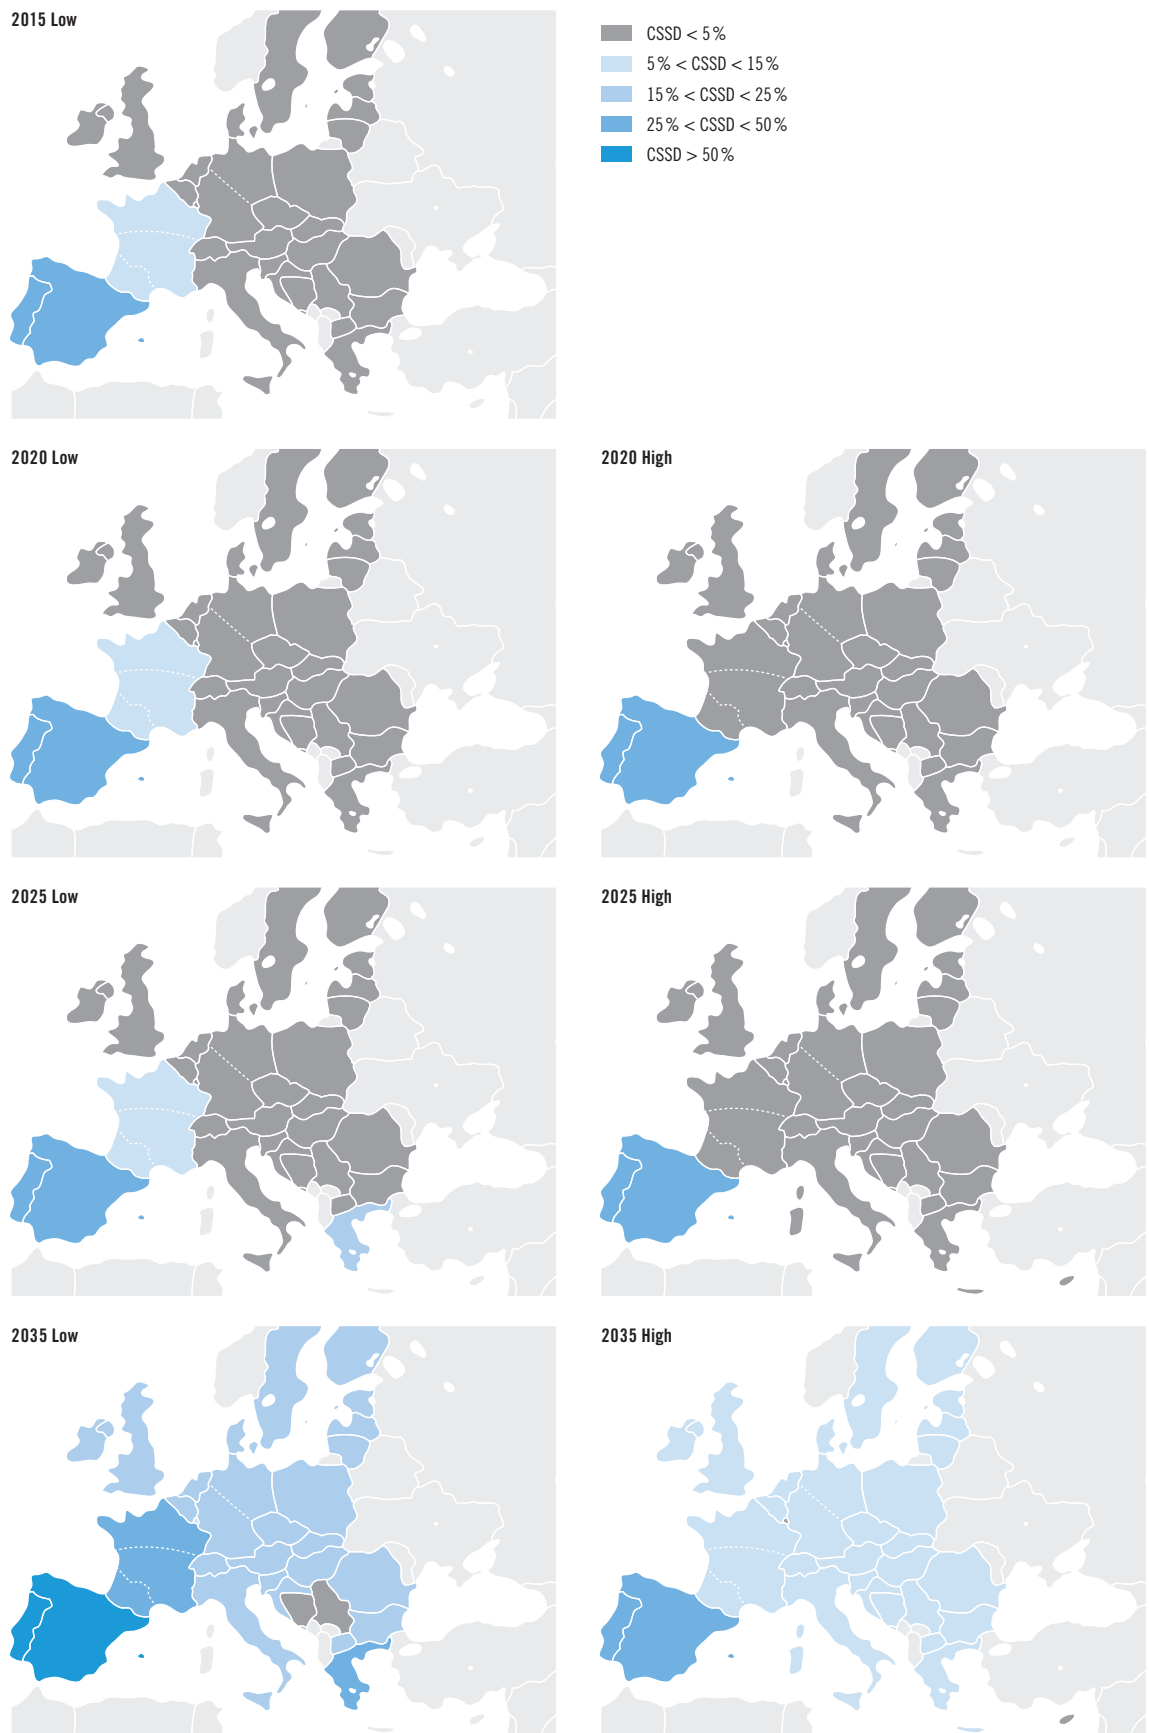 2015 Low
CSSD < 5 %
5 % < CSSD < 15 %
15 % < CSSD < 25 %
25 % < CSSD < 50 %
CSSD > 50 %
2020 Low
2020 High
2025 Low
2025 High
2035 Low
2035 High